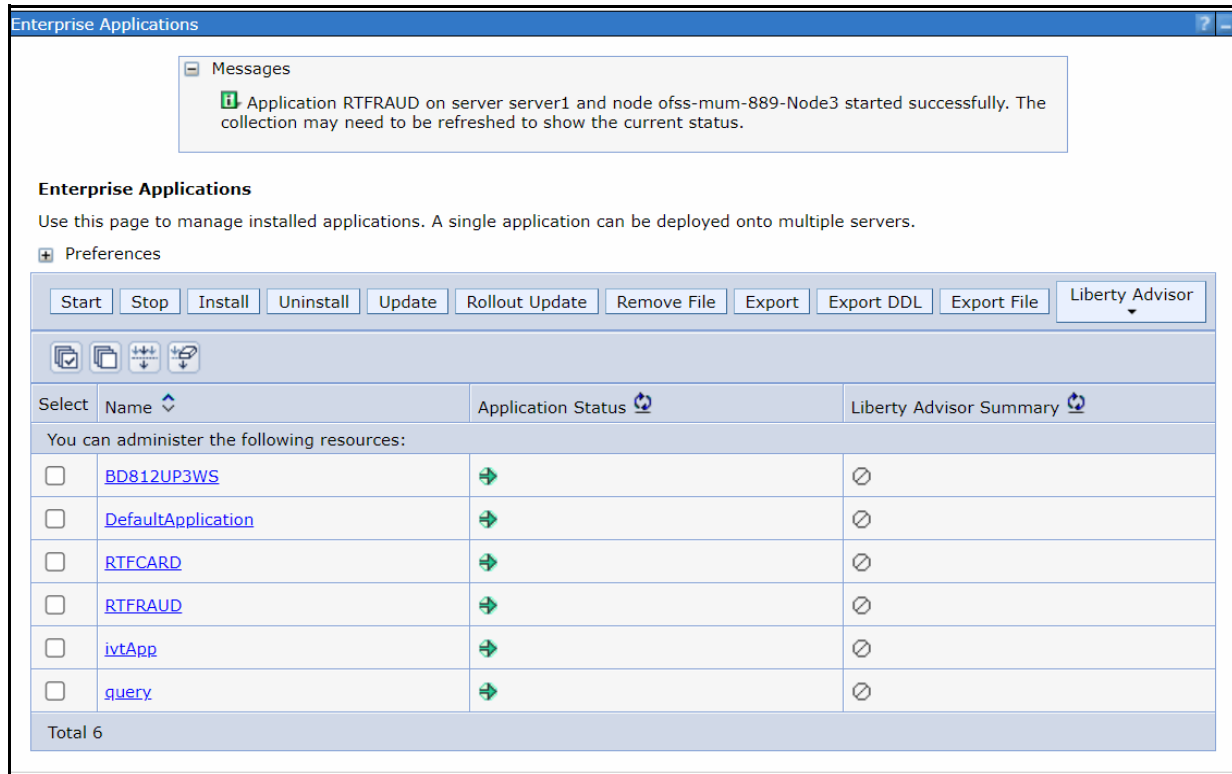 Enterprise Applications
?
Messages
Application RTFRAUD on server server1 and node ofss-mum-889-Node3 started successfully. The
collection may need to be refreshed to show the current status.
Enterprise Applications
Use this page to manage installed applications. A single application can be deployed onto multiple servers.
Preferences
Start Stop Install Uninstall Update Rollout Update Remove File Export Export DDL Export File Liberty Advisor
Select Name Application Status Liberty Advisor Summary
You can administer the following resources:
BD812UP3WS
DefaultApplication
RTFCARD
RTFRAUD
ivtApp
query
Total 6